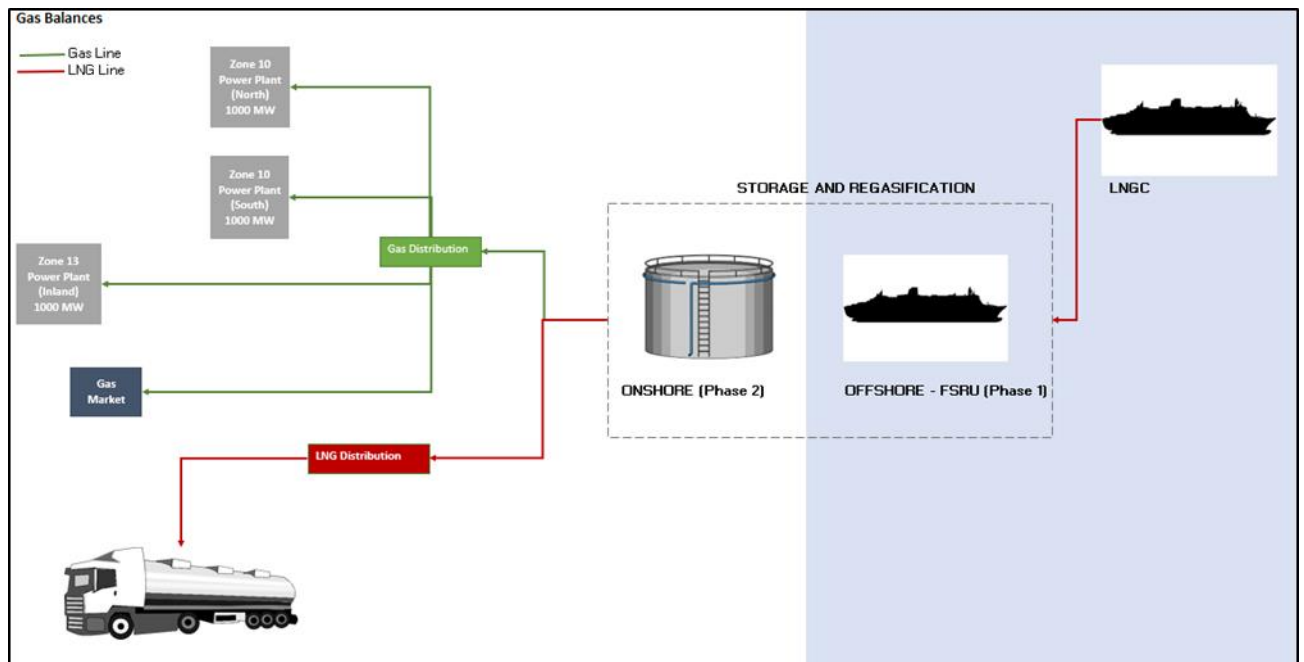 Gas Balances
Gas Line
LNG Line
Zone 10
Power Plant
(North)
1000 MW
Zone 10
Power Plant
(South)
1000 MW
Zone 13
Power Plant
(Inland)
1000 MW
Gas Distribution
Gas
Market
LNG Distribution
STORAGE AND REGASIFICATION
ONSHORE (Phase 2)
OFFSHORE - FSRU (Phase 1)
LNGC